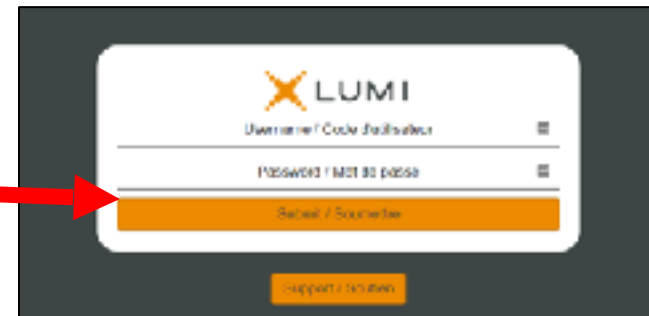 LUMI
Username / Code d'utilisateur
Password / Mot de passe
Submit / Soumettre
Support / Soutien